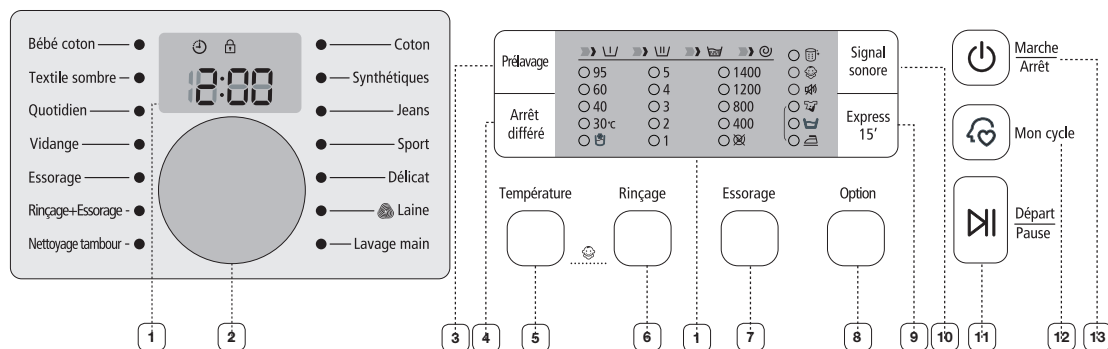 Bébé coton
Textile sombre
Quotidien
Vidange
Essorage
Rinçage+Essorage
Nettoyage tambour
2:00
Coton
Synthétiques
Jeans
Sport
Délicat
Laine
Lavage main
Prélavage
Arrêt
différé
95 5 1400
60 4 1200
40 3 800
30°c 2 400
1
Signal
sonore
Express
15’
Température
Rinçage
Essorage
Option
Marche
Arrêt
Mon cycle
Départ
Pause
1 2 3 4 5 6 1 7 8 9 10 11 12 13